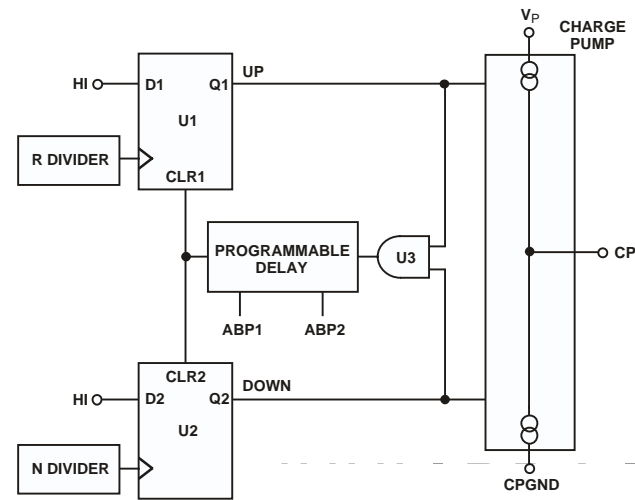 VP
CHARGE
PUMP
UP
HI
D1
Q1
U1
R DIVIDER
CLR1
PROGRAMMABLE
DELAY
U3
CP
ABP1
ABP2
CLR2
DOWN
HI
D2
Q2
U2
N DIVIDER
CPGND